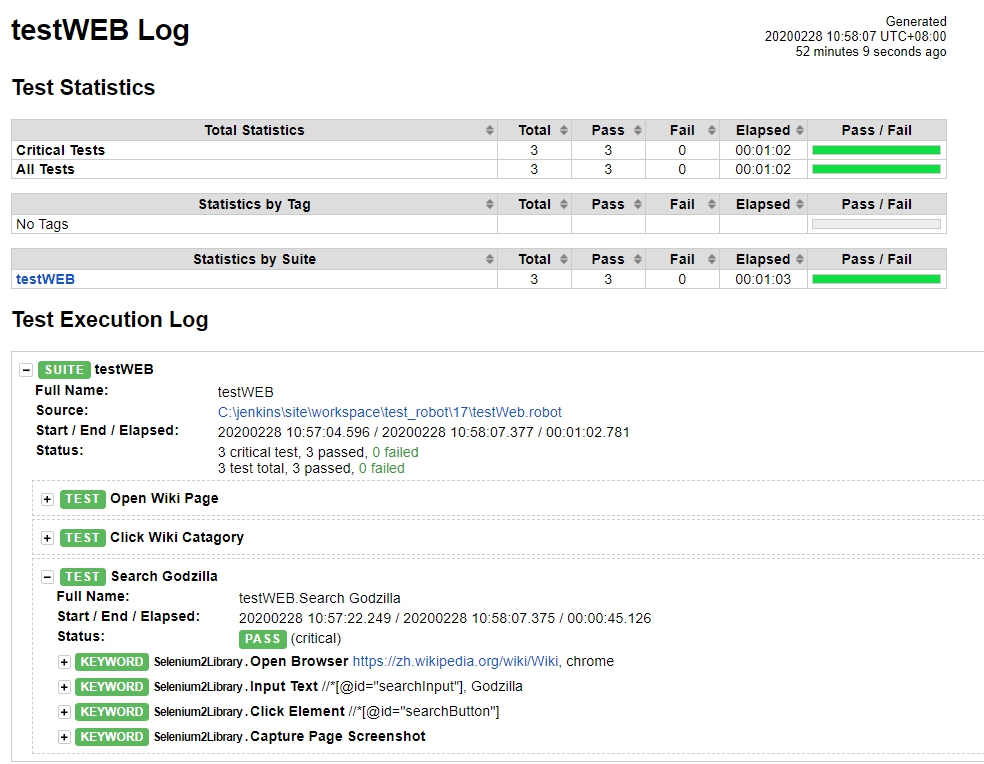 testWEB Log
Generated
20200228 10:58:07 UTC+08:00
52 minutes 9 seconds ago
Test Statistics
Total Statistics Total Pass Fail Elapsed Pass / Fail
Critical Tests 3 3 0 00:01:02
All Tests 3 3 0 00:01:02
Statistics by Tag Total Pass Fail Elapsed Pass / Fail
No Tags
Statistics by Suite Total Pass Fail Elapsed Pass / Fail
testWEB 3 3 0 00:01:03
Test Execution Log
SUITE testWEB
Full Name: testWEB
Source: C:\jenkins\site\workspace\test_robot\17\testWeb.robot
Start / End / Elapsed: 20200228 10:57:04.596 / 20200228 10:58:07.377 / 00:01:02.781
Status: 3 critical test, 3 passed, 0 failed
3 test total, 3 passed, 0 failed
TEST Open Wiki Page
TEST Click Wiki Catagory
TEST Search Godzilla
Full Name: testWEB.Search Godzilla
Start / End / Elapsed: 20200228 10:57:22.249 / 20200228 10:58:07.375 / 00:00:45.126
Status: PASS (critical)
KEYWORD Selenium2Library.Open Browser https://zh.wikipedia.org/wiki/Wiki, chrome
KEYWORD Selenium2Library.Input Text //*[@id="searchInput"], Godzilla
KEYWORD Selenium2Library.Click Element //*[@id="searchButton"]
KEYWORD Selenium2Library.Capture Page Screenshot